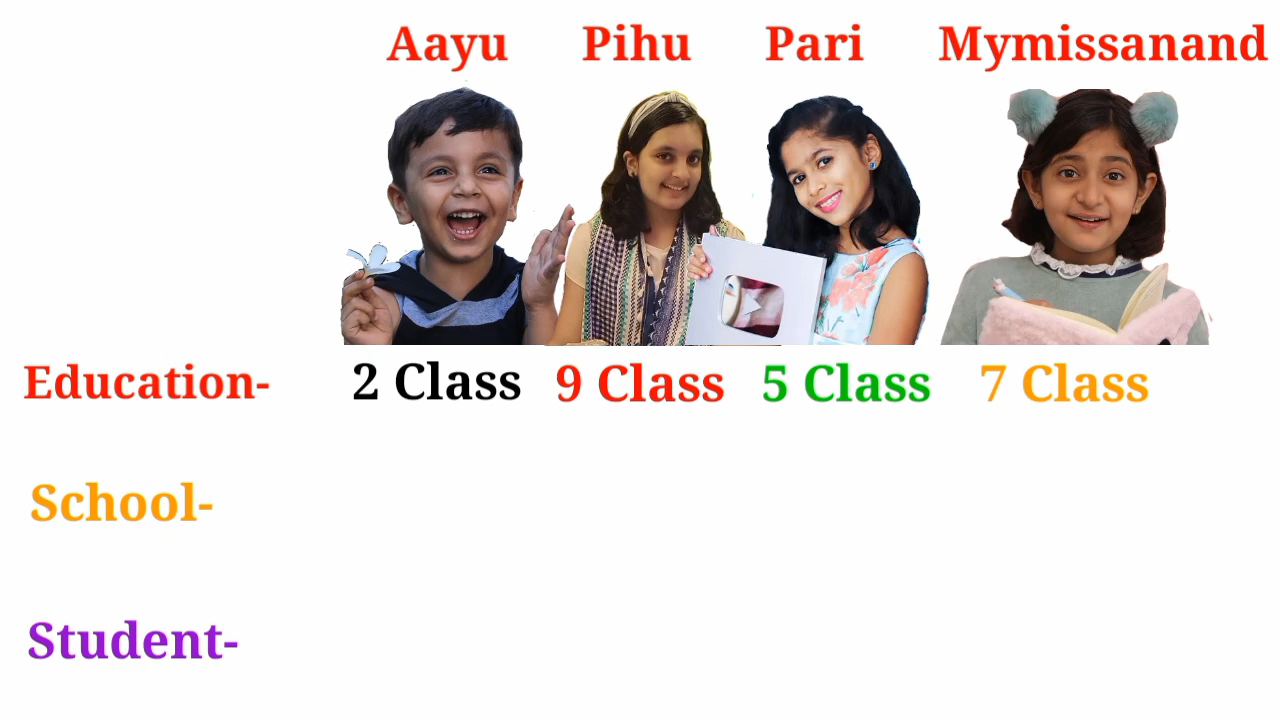 Aayu Pihu Pari Mymissanand
Education- 2 Class 9 Class 5 Class 7 Class
School-
Student-